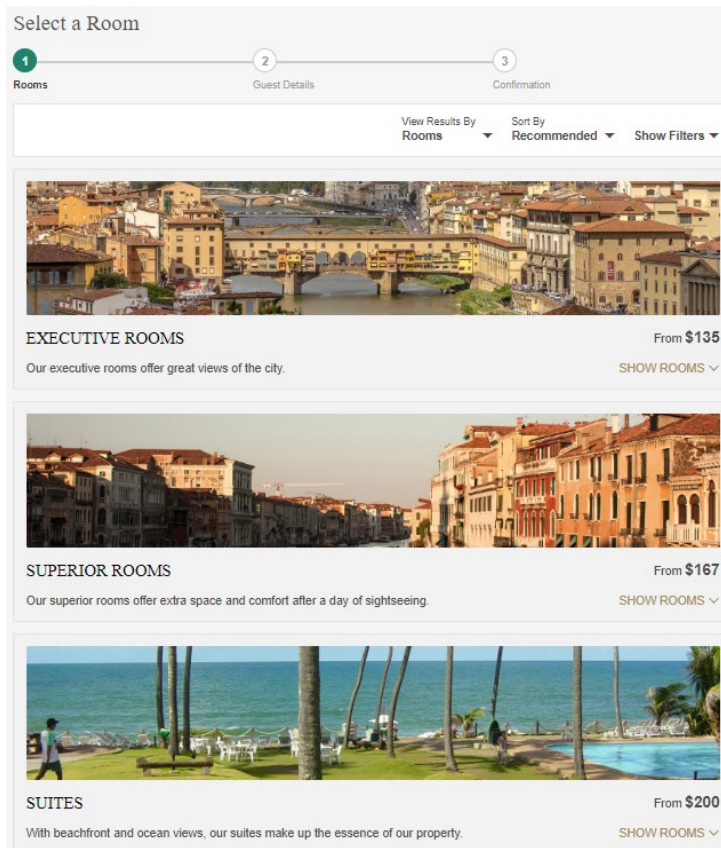 Select a Room
1
2
3
Rooms
Guest Details
Confirmation
View Results By
Rooms
Sort By
Recommended
Show Filters
EXECUTIVE ROOMS
From $135
Our executive rooms offer great views of the city.
SHOW ROOMS
SUPERIOR ROOMS
From $167
Our superior rooms offer extra space and comfort after a day of sightseeing.
SHOW ROOMS
SUITES
From $200
With beachfront and ocean views, our suites make up the essence of our property.
SHOW ROOMS